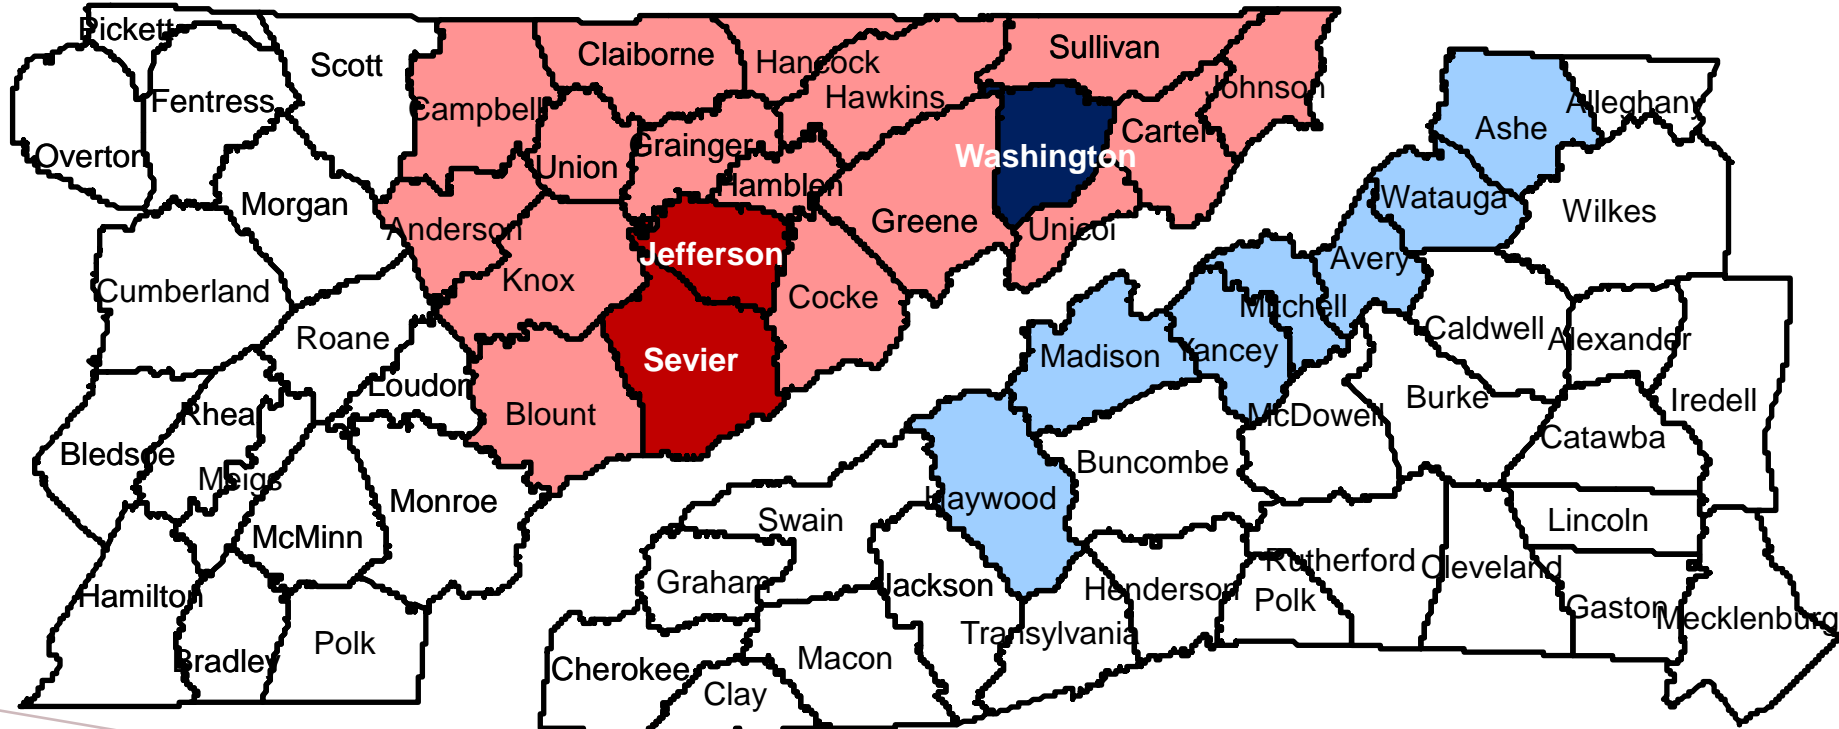 Pickett
Scott
Claiborne
Hancock
Sullivan
Fentress
Campbell
Hawkins
Johnson
Alleghany
Overton
Union
Grainger
Washington
Carter
Ashe
Morgan
Hamblen
Watauga
Wilkes
Anderson
Greene
Unicoi
Jefferson
Avery
Cumberland
Knox
Cocke
Mitchell
Roane
Caldwell
Alexander
Sevier
Madison
Yancey
Loudon
Rhea
Blount
McDowell
Burke
Iredell
Bledsoe
Catawba
Meigs
Monroe
Buncombe
Haywood
McMinn
Swain
Lincoln
Hamilton
Graham
Jackson
Henderson
Rutherford
Cleveland
Polk
Gaston
Mecklenburg
Bradley
Polk
Cherokee
Macon
Transylvania
Clay